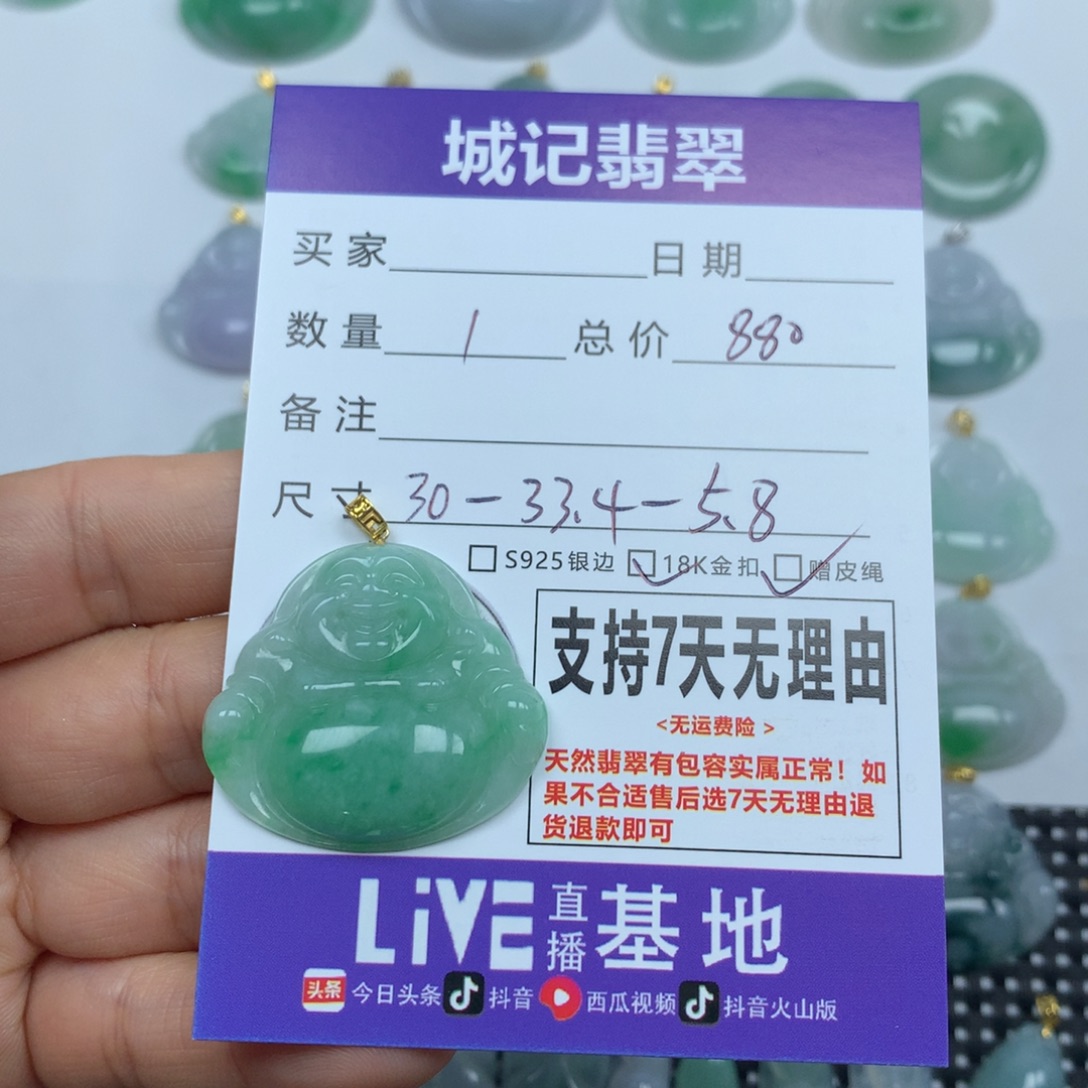 城记翡翠
买家 日期
数量 1 总价 880
备注
尺寸 30-33.4-5.8
S925银边 18K金扣 赠皮绳
支持7天无理由
<无运费险>
天然翡翠有包容实属正常！如
果不合适售后选7天无理由退
货退款即可
LiVE直播基地
头条 今日头条 抖音 西瓜视频 抖音火山版